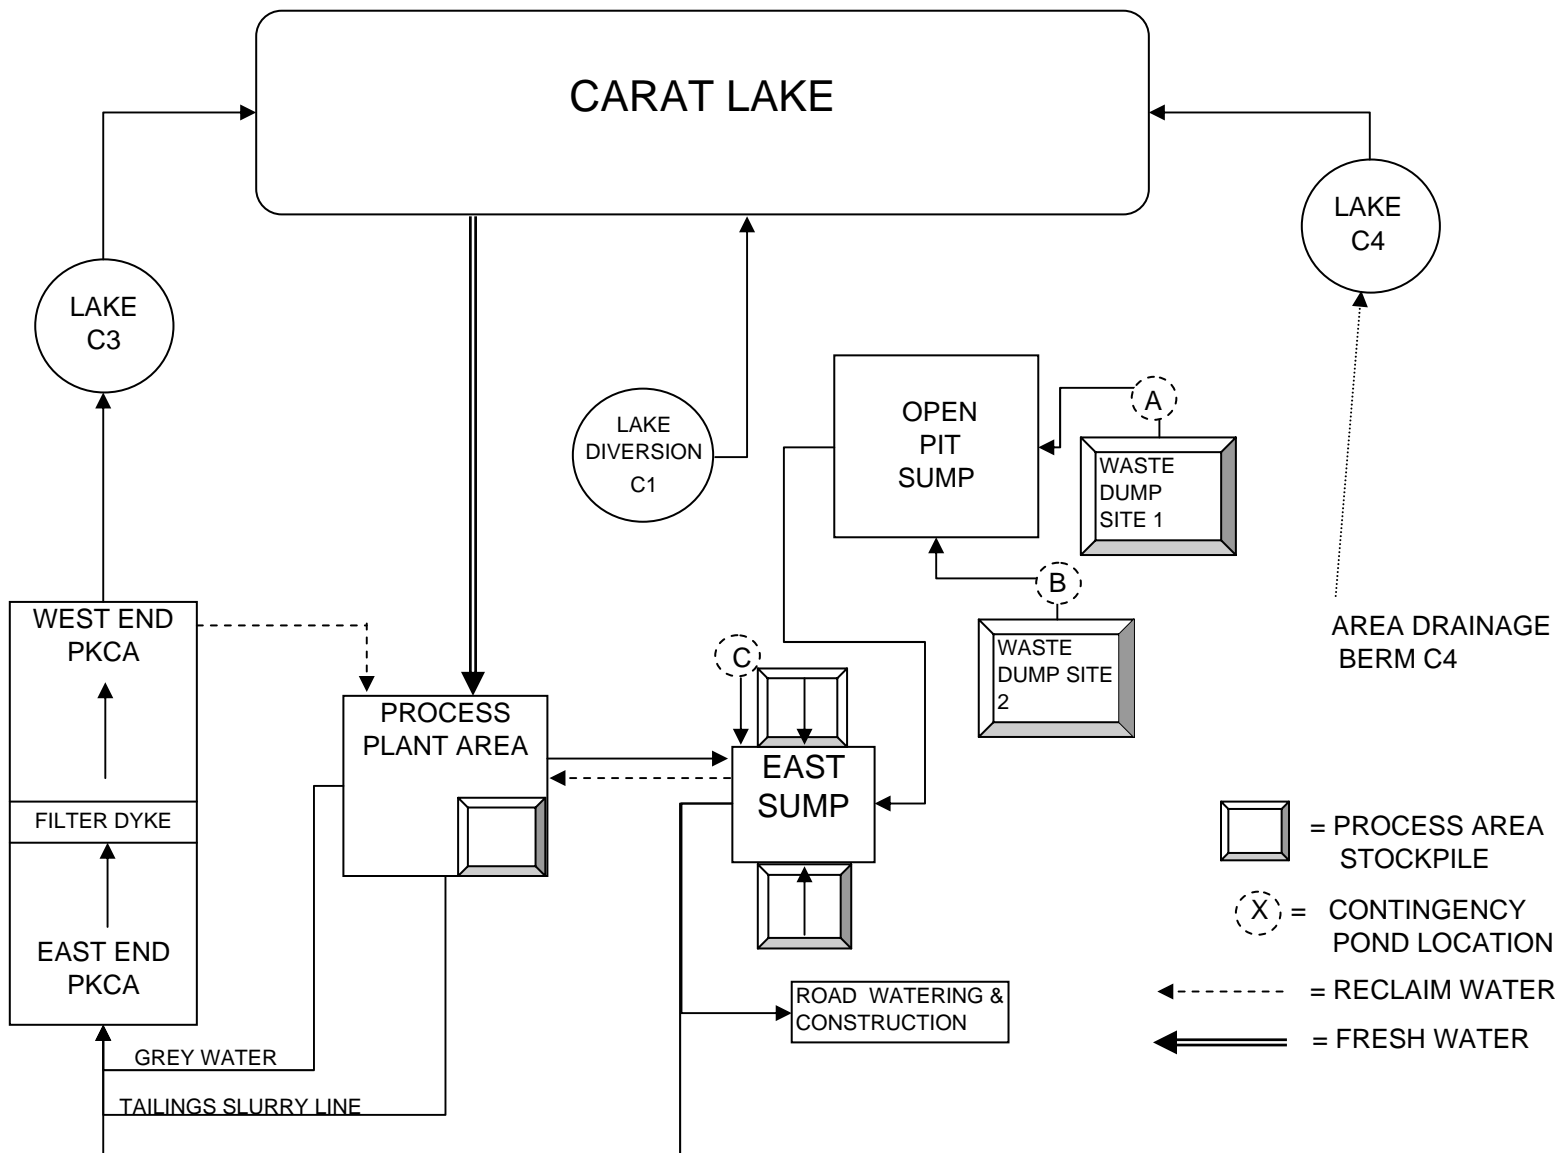 CARAT LAKE
LAKE
C4
LAKE
C3
LAKE
DIVERSION
C1
OPEN
PIT
SUMP
A
WASTE
DUMP
SITE 1
B
WASTE
DUMP SITE
2
AREA DRAINAGE
BERM C4
WEST END
PKCA
C
PROCESS
PLANT AREA
EAST
SUMP
FILTER DYKE
EAST END
PKCA
= PROCESS AREA
STOCKPILE
X = CONTINGENCY
POND LOCATION
= RECLAIM WATER
= FRESH WATER
ROAD WATERING &
CONSTRUCTION
GREY WATER
TAILINGS SLURRY LINE